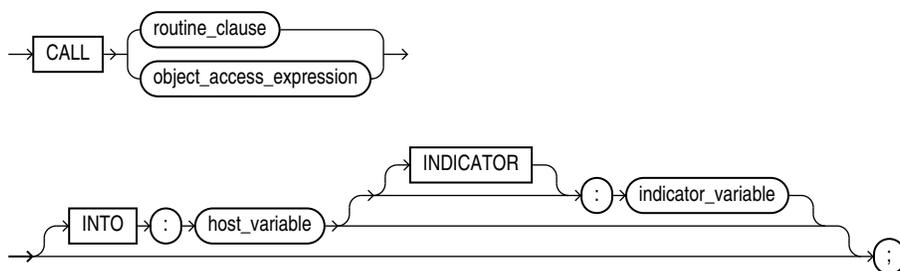 routine_clause
CALL
object_access_expression
INDICATOR
: indicator_variable
INTO : host_variable
;